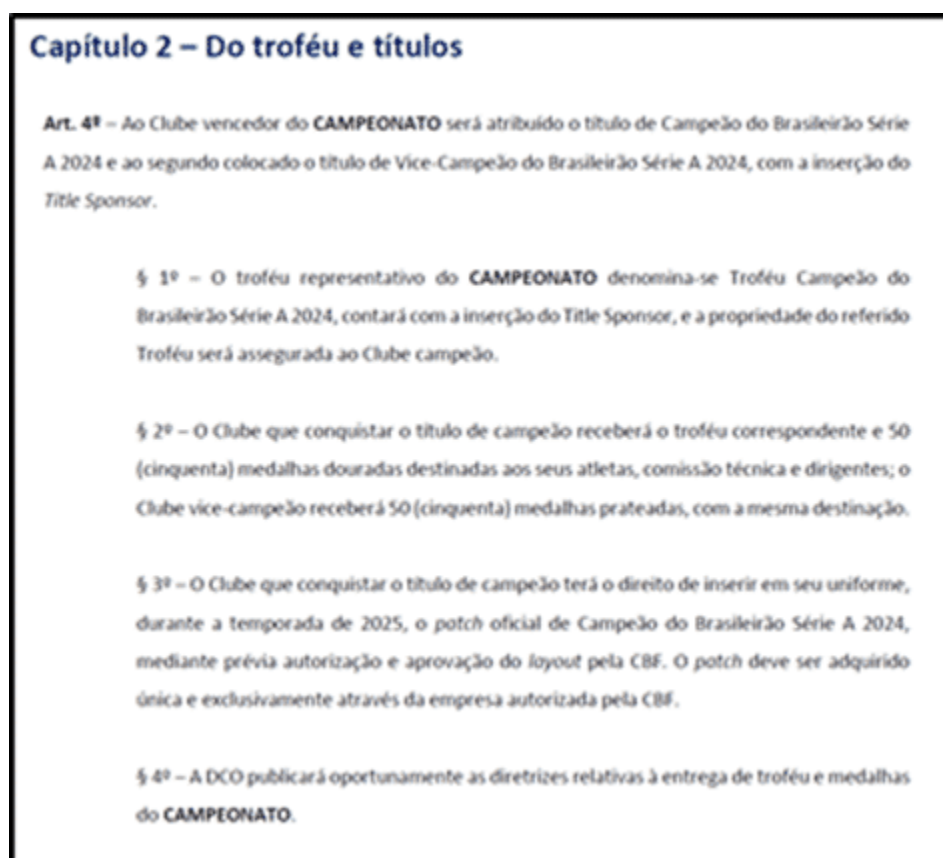 Capítulo 2 – Do troféu e títulos
Art. 4º – Ao Clube vencedor do CAMPEONATO será atribuído o título de Campeão do Brasileirão Série
A 2024 e ao segundo colocado o título de Vice-Campeão do Brasileirão Série A 2024, com a inserção do
Title Sponsor.
§ 1º – O troféu representativo do CAMPEONATO denomina-se Troféu Campeão do
Brasileirão Série A 2024, contará com a inserção do Title Sponsor, e a propriedade do referido
Troféu será assegurada ao Clube campeão.
§ 2º – O Clube que conquistar o título de campeão receberá o troféu correspondente e 50
(cinquenta) medalhas douradas destinadas aos seus atletas, comissão técnica e dirigentes; o
Clube vice-campeão receberá 50 (cinquenta) medalhas prateadas, com a mesma destinação.
§ 3º – O Clube que conquistar o título de campeão terá o direito de inserir em seu uniforme,
durante a temporada de 2025, o patch oficial de Campeão do Brasileirão Série A 2024,
mediante prévia autorização e aprovação do layout pela CBF. O patch deve ser adquirido
única e exclusivamente através da empresa autorizada pela CBF.
§ 4º – A DCO publicará oportunamente as diretrizes relativas à entrega de troféu e medalhas
do CAMPEONATO.